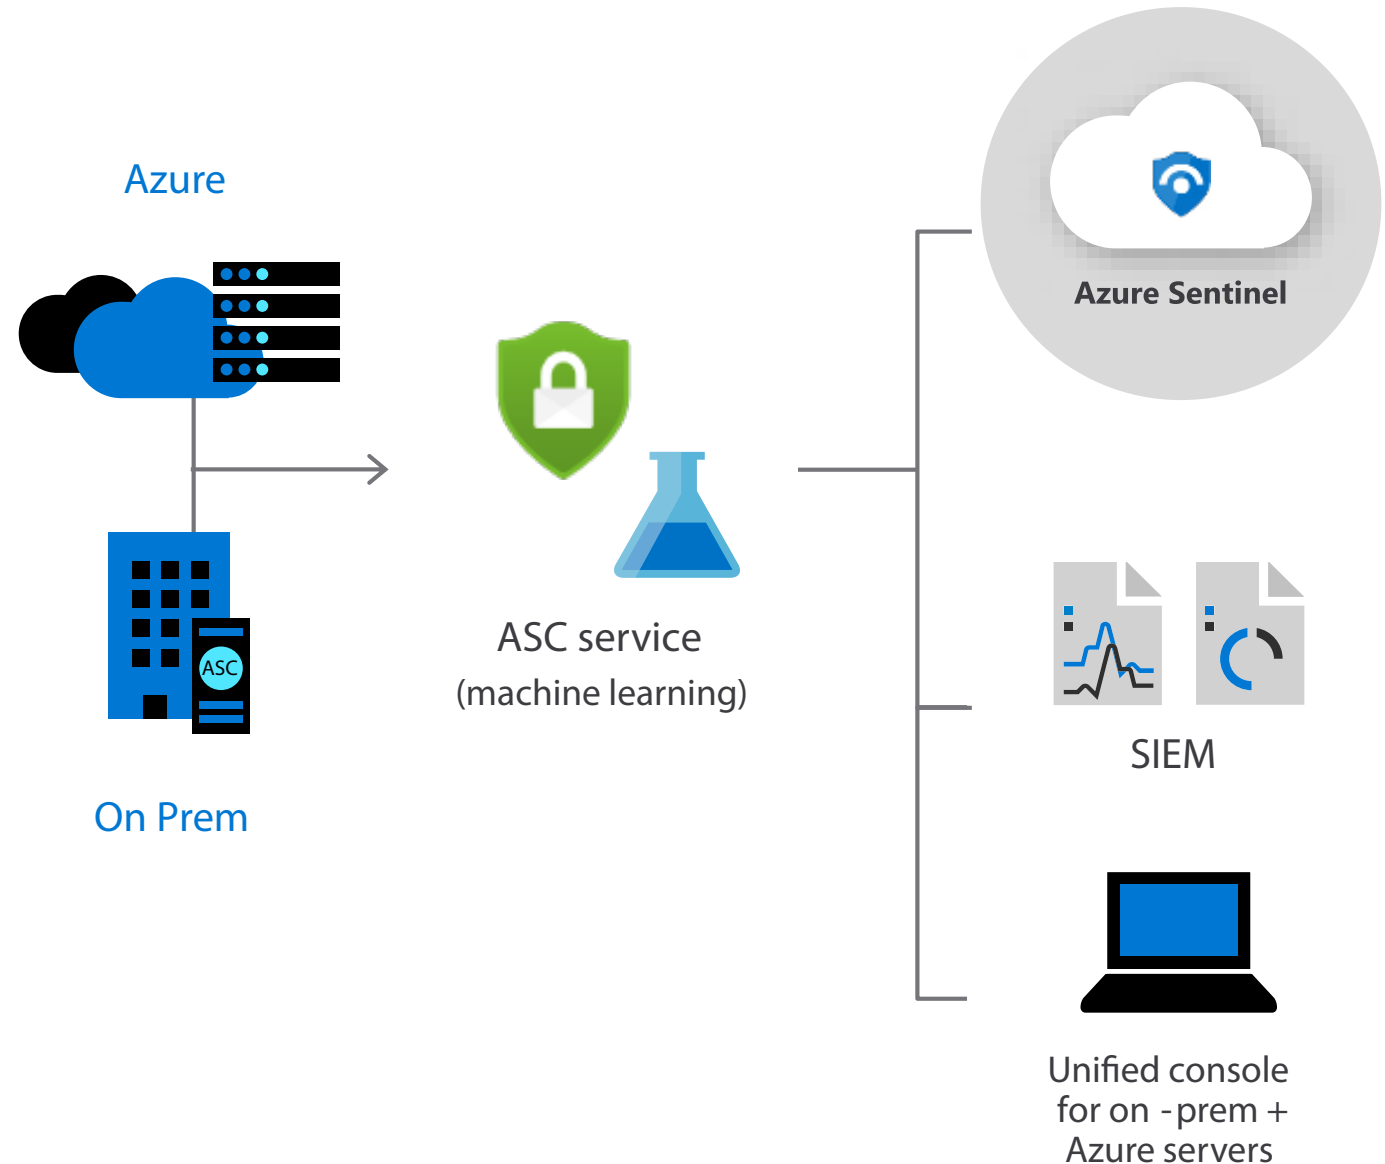 Azure
ASC
On Prem
ASC service
(machine learning)
Azure Sentinel
SIEM
Unified console
for on -prem +
Azure servers